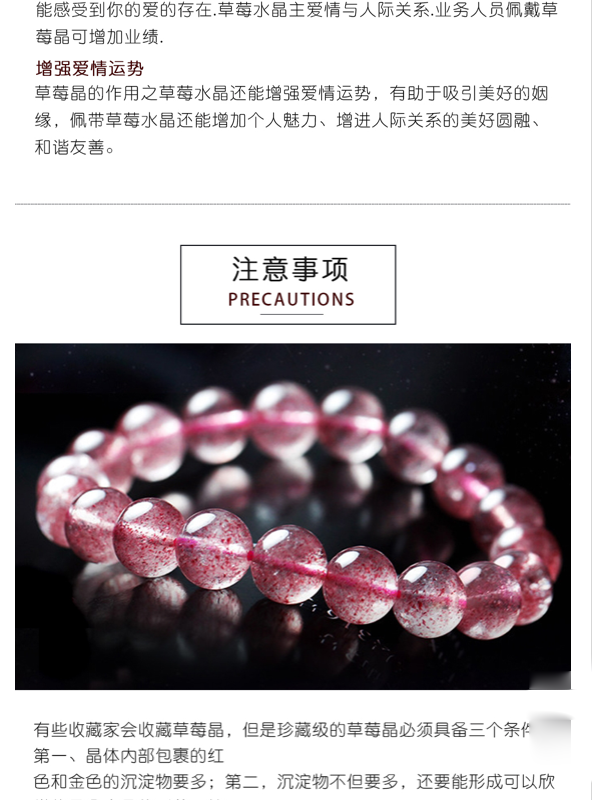 能感受到你的爱的存在.草莓水晶主爱情与人际关系.业务人员佩戴草
莓晶可增加业绩.
增强爱情运势
草莓晶的作用之草莓水晶还能增强爱情运势，有助于吸引美好的姻
缘，佩带草莓水晶还能增加个人魅力、增进人际关系的美好圆融、
和谐友善。
注意事项
PRECAUTIONS
有些收藏家会收藏草莓晶，但是珍藏级的草莓晶必须具备三个条件
第一、晶体内部包裹的红
色和金色的沉淀物要多；第二，沉淀物不但要多，还要能形成可以欣